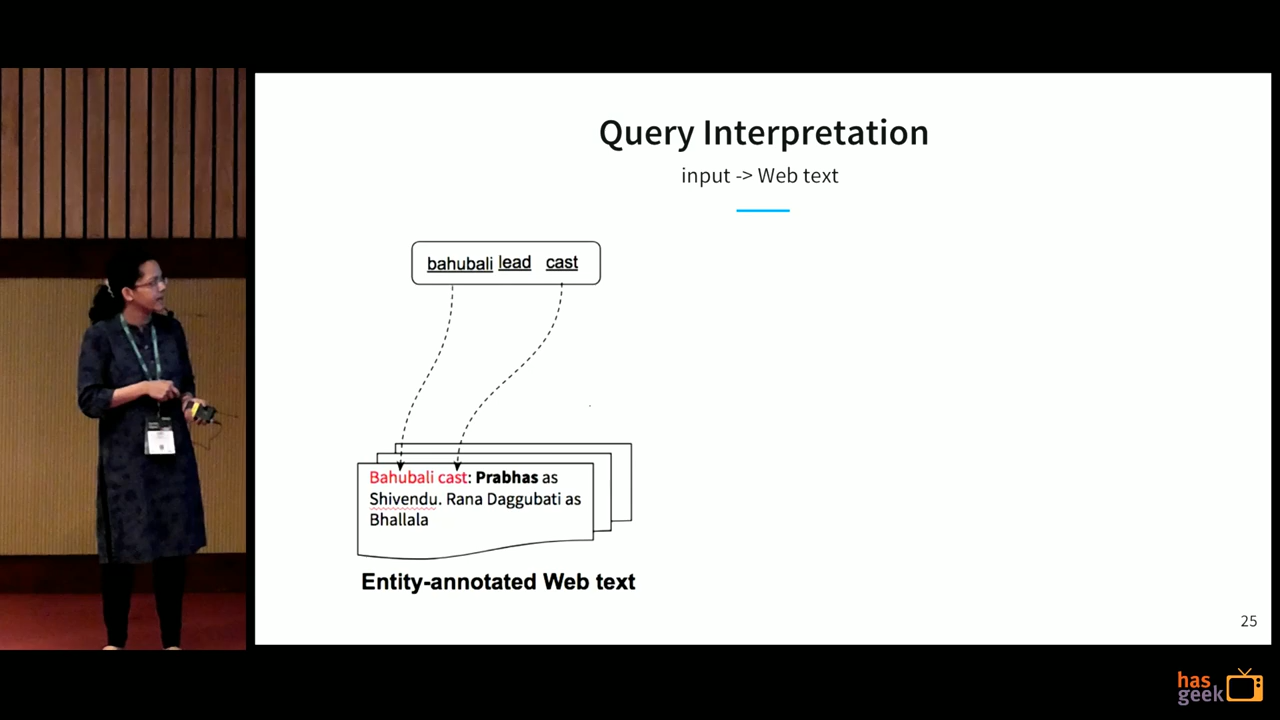 Query Interpretation
input -> Web text
bahubali lead cast
Bahubali cast: Prabhas as
Shivendu. Rana Daggubati as
Bhallala
Entity-annotated Web text
25
has
geek